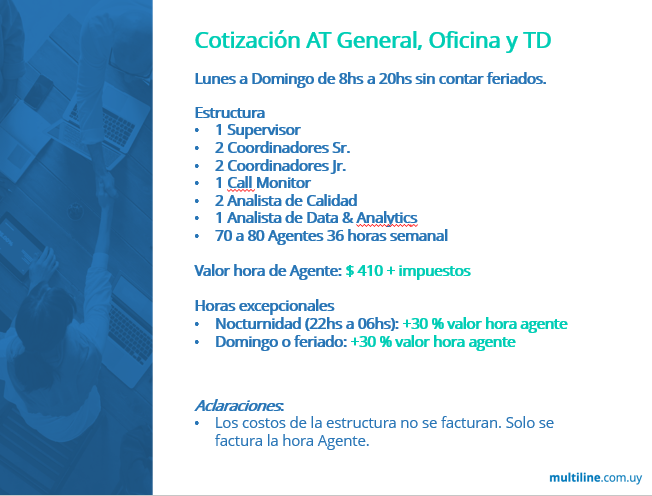 Cotización AT General, Oficina y TD
Lunes a Domingo de 8hs a 20hs sin contar feriados.
Estructura
• 1 Supervisor
• 2 Coordinadores Sr.
• 2 Coordinadores Jr.
• 1 Call Monitor
• 2 Analista de Calidad
• 1 Analista de Data & Analytics
• 70 a 80 Agentes 36 horas semanal
Valor hora de Agente: $ 410 + impuestos
Horas excepcionales
• Nocturnidad (22hs a 06hs): +30 % valor hora agente
• Domingo o feriado: +30 % valor hora agente
Aclaraciones:
• Los costos de la estructura no se facturan. Solo se
factura la hora Agente.
multiline.com.uy